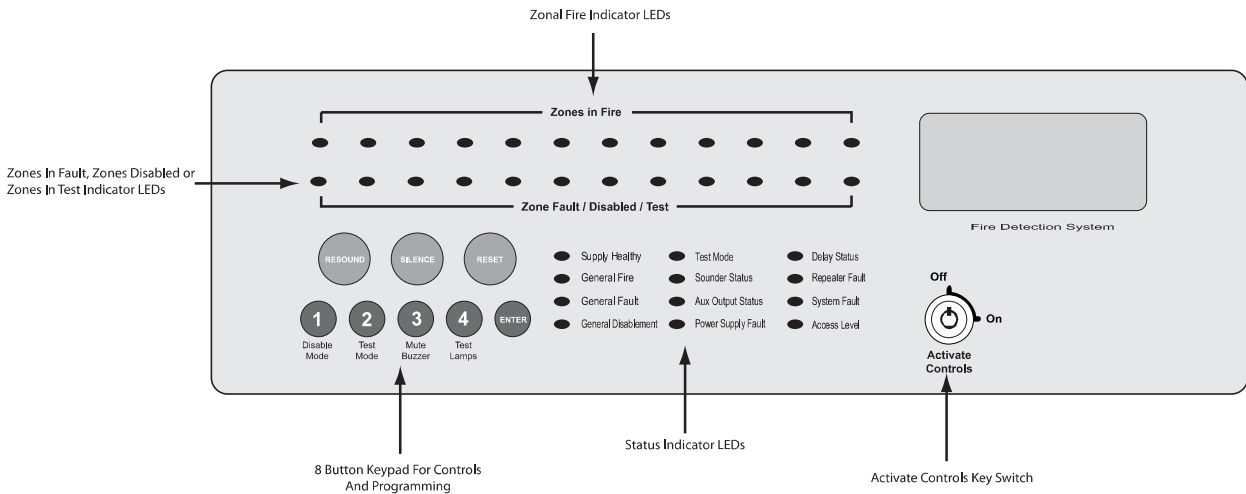 Zonal Fire Indicator LEDs
Zones in Fire
Zones In Fault, Zones Disabled or
Zones In Test Indicator LEDs
Zone Fault / Disabled / Test
Fire Detection System
RESOUND
SILENCE
RESET
1
Disable
Mode
2
Test
Mode
3
Mute
Buzzer
4
Test
Lamps
ENTER
Supply Healthy
General Fire
General Fault
General Disablement
Test Mode
Sounder Status
Aux Output Status
Power Supply Fault
Delay Status
Repeater Fault
System Fault
Access Level
Off
On
Activate
Controls
8 Button Keypad For Controls
And Programming
Status Indicator LEDs
Activate Controls Key Switch